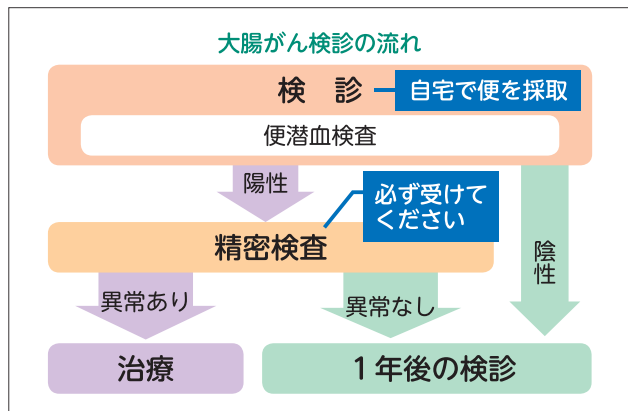 大腸がん検診の流れ
検　診
自宅で便を採取
便潜血検査
陽性
必ず受けて
ください
精密検査
陰性
異常あり
異常なし
治療
1年後の検診